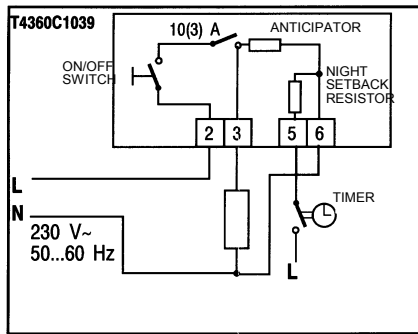 T4360C1039
10(3) A
ANTICIPATOR
ON/OFF
SWITCH
NIGHT
SETBACK
RESISTOR
2 3 5 6
L
N
TIMER
230 V~
50...60 Hz
L